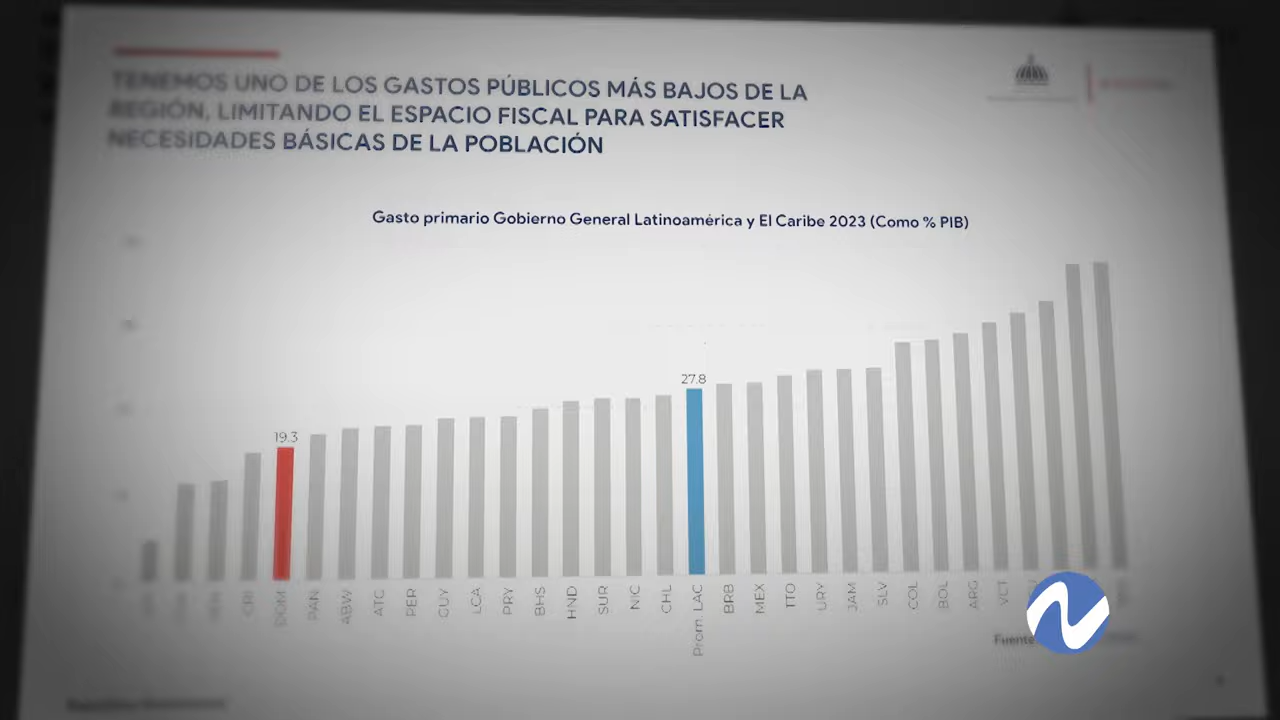 TENEMOS UNO DE LOS GASTOS PÚBLICOS MÁS BAJOS DE LA
REGIÓN, LIMITANDO EL ESPACIO FISCAL PARA SATISFACER
NECESIDADES BÁSICAS DE LA POBLACIÓN
Gasto primario Gobierno General Latinoamérica y El Caribe 2023 (Como % PIB)
27.8
19.3
CRI
DOM
PAN
ABW
ATG
PER
GUY
LCA
PRY
BHS
HND
SUR
NIC
CHL
Prom. LAC
BRB
MEX
TTO
URY
JAM
SLV
COL
BOL
ARG
VCT
Fuente